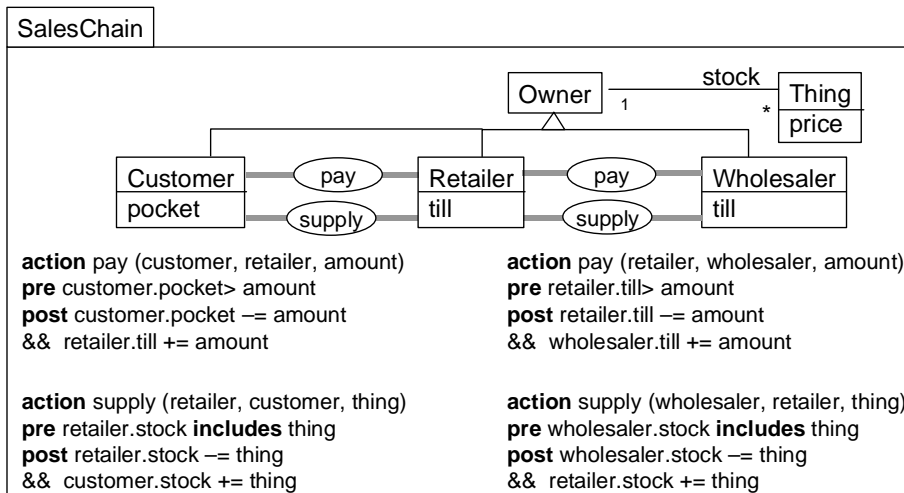 SalesChain
stock
Owner
1
*
Thing
price
Customer
pocket
pay
supply
Retailer
till
pay
supply
Wholesaler
till
action pay (customer, retailer, amount)
pre customer.pocket> amount
post customer.pocket –= amount
&& retailer.till += amount
action pay (retailer, wholesaler, amount)
pre retailer.till> amount
post retailer.till –= amount
&& wholesaler.till += amount
action supply (retailer, customer, thing)
pre retailer.stock includes thing
post retailer.stock –= thing
&& customer.stock += thing
action supply (wholesaler, retailer, thing)
pre wholesaler.stock includes thing
post wholesaler.stock –= thing
&& retailer.stock += thing